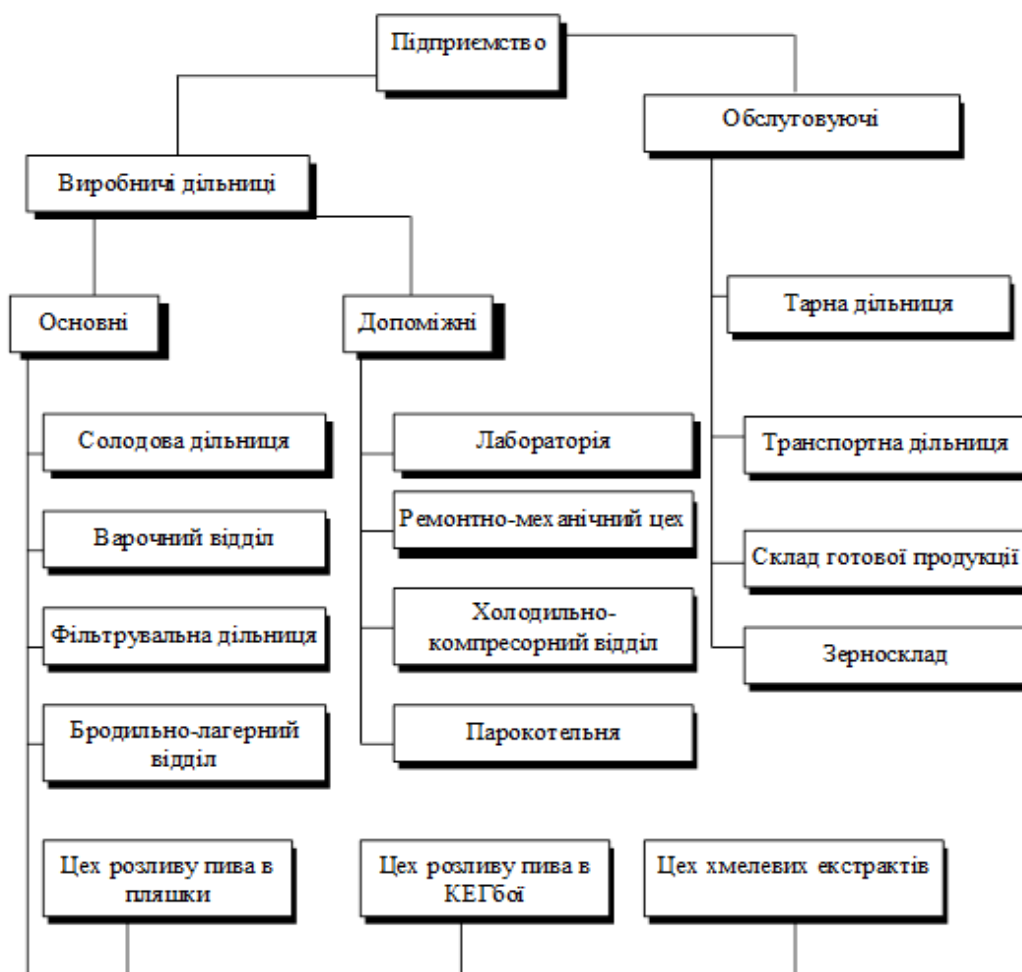 Підприємство
Обслуговуючі
Виробничі дільниці
Основні
Допоміжні
Тарна дільниця
Солодова дільниця
Лабораторія
Транспортна дільниця
Варочний відділ
Ремонтно-механічний цех
Склад готової продукції
Фільтрувальна дільниця
Холодильно-
компресорний відділ
Зерносклад
Бродильно-лагерний
відділ
Парокотельня
Цех розливу пива в
пляшки
Цех розливу пива в
КЕГбої
Цех хмелевих екстрактів